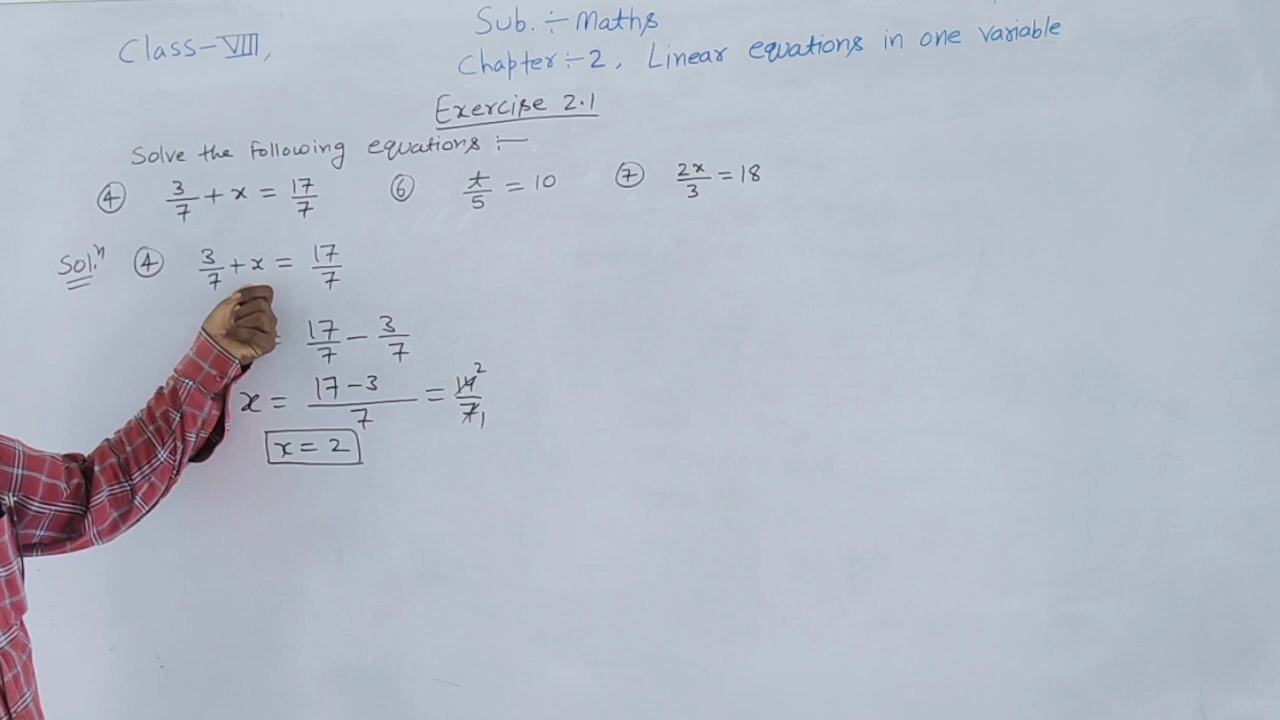 Sub. :- Maths
Class-VIII,
Chapter :- 2, Linear equations in one variable
Exercise 2.1
Solve the following equations :-
④ 3/7 + x = 17/7 ⑥ t/5 = 10 ⑦ 2x/3 = 18
Sol.ⁿ ④ 3/7 + x = 17/7
= 17/7 - 3/7
x = 17-3/7 = 14²/7₁
x = 2